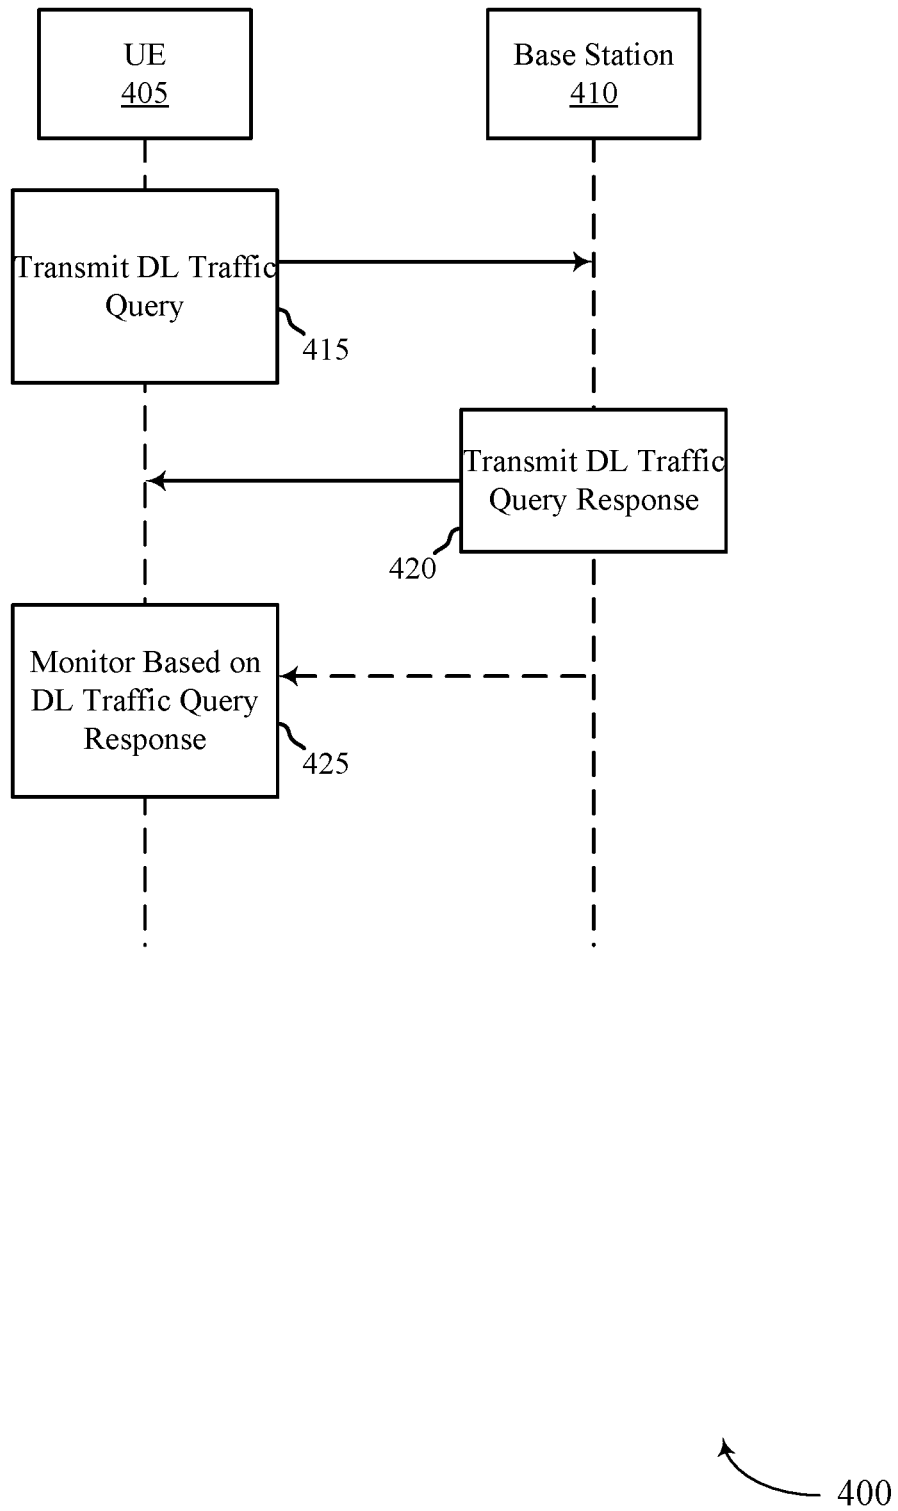 UE
405
Base Station
410
Transmit DL Traffic
Query
415
Transmit DL Traffic
Query Response
420
Monitor Based on
DL Traffic Query
Response
425
400